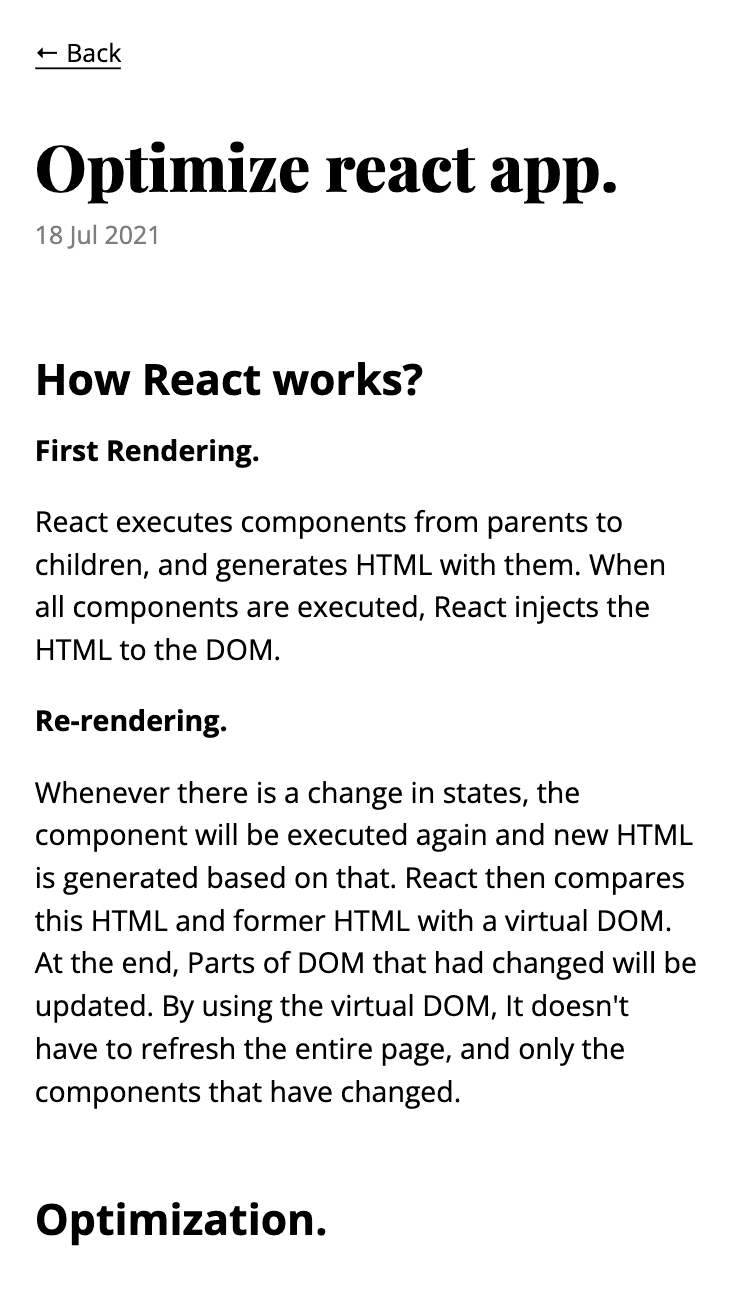 ← Back
Optimize react app.
18 Jul 2021
How React works?
First Rendering.
React executes components from parents to
children, and generates HTML with them. When
all components are executed, React injects the
HTML to the DOM.
Re-rendering.
Whenever there is a change in states, the
component will be executed again and new HTML
is generated based on that. React then compares
this HTML and former HTML with a virtual DOM.
At the end, Parts of DOM that had changed will be
updated. By using the virtual DOM, It doesn't
have to refresh the entire page, and only the
components that have changed.
Optimization.